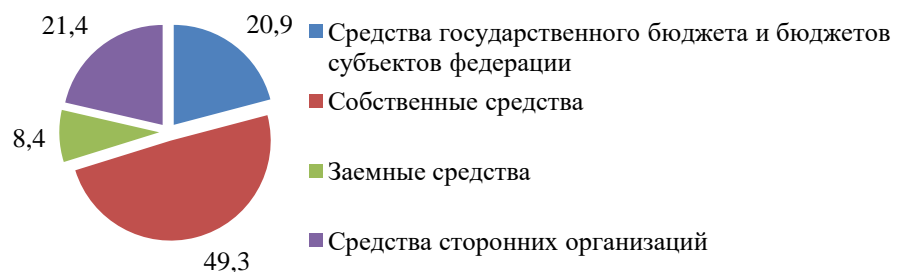 21,4
20,9
8,4
49,3
Средства государственного бюджета и бюджетов
субъектов федерации
Собственные средства
Заемные средства
Средства сторонних организаций